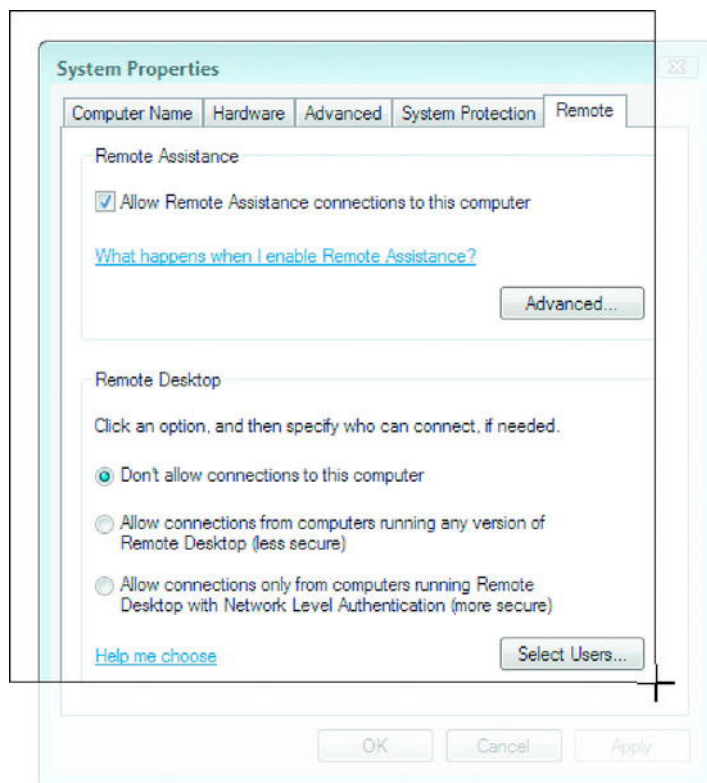 System Properties
Computer Name Hardware Advanced System Protection Remote
Remote Assistance
Allow Remote Assistance connections to this computer
What happens when I enable Remote Assistance?
Advanced...
Remote Desktop
Click an option, and then specify who can connect, if needed.
Don't allow connections to this computer
Allow connections from computers running any version of
Remote Desktop (less secure)
Allow connections only from computers running Remote
Desktop with Network Level Authentication (more secure)
Help me choose Select Users...
OK Cancel Apply